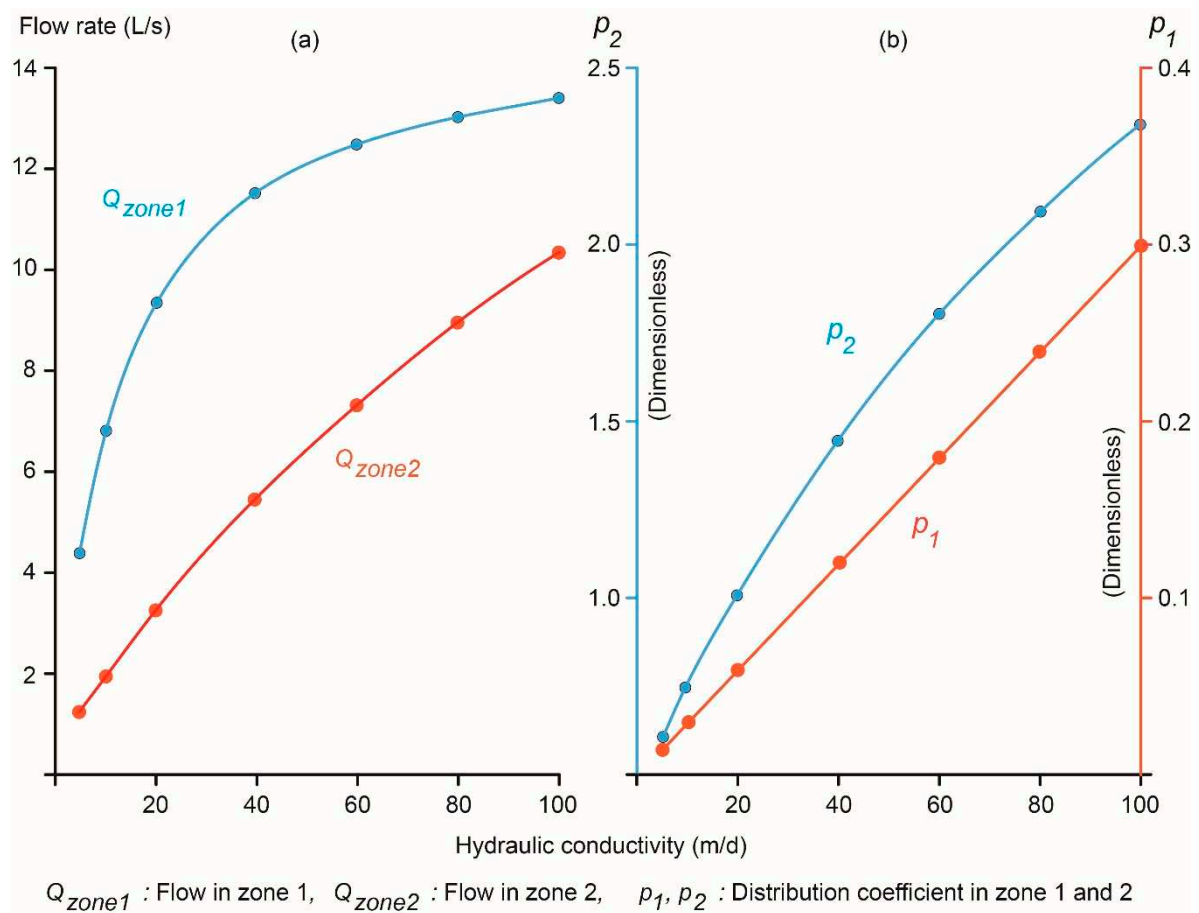 Flow rate (L/s)
(a)
p2
(b)
p1
14
12
10
8
6
4
2
Qzone1
Qzone2
20
40
60
80
100
2.5
2.0
1.5
1.0
(Dimensionless)
p2
p1
(Dimensionless)
0.4
0.3
0.2
0.1
20
40
60
80
100
Hydraulic conductivity (m/d)
Qzone1 : Flow in zone 1, Qzone2 : Flow in zone 2, p1, p2 : Distribution coefficient in zone 1 and 2